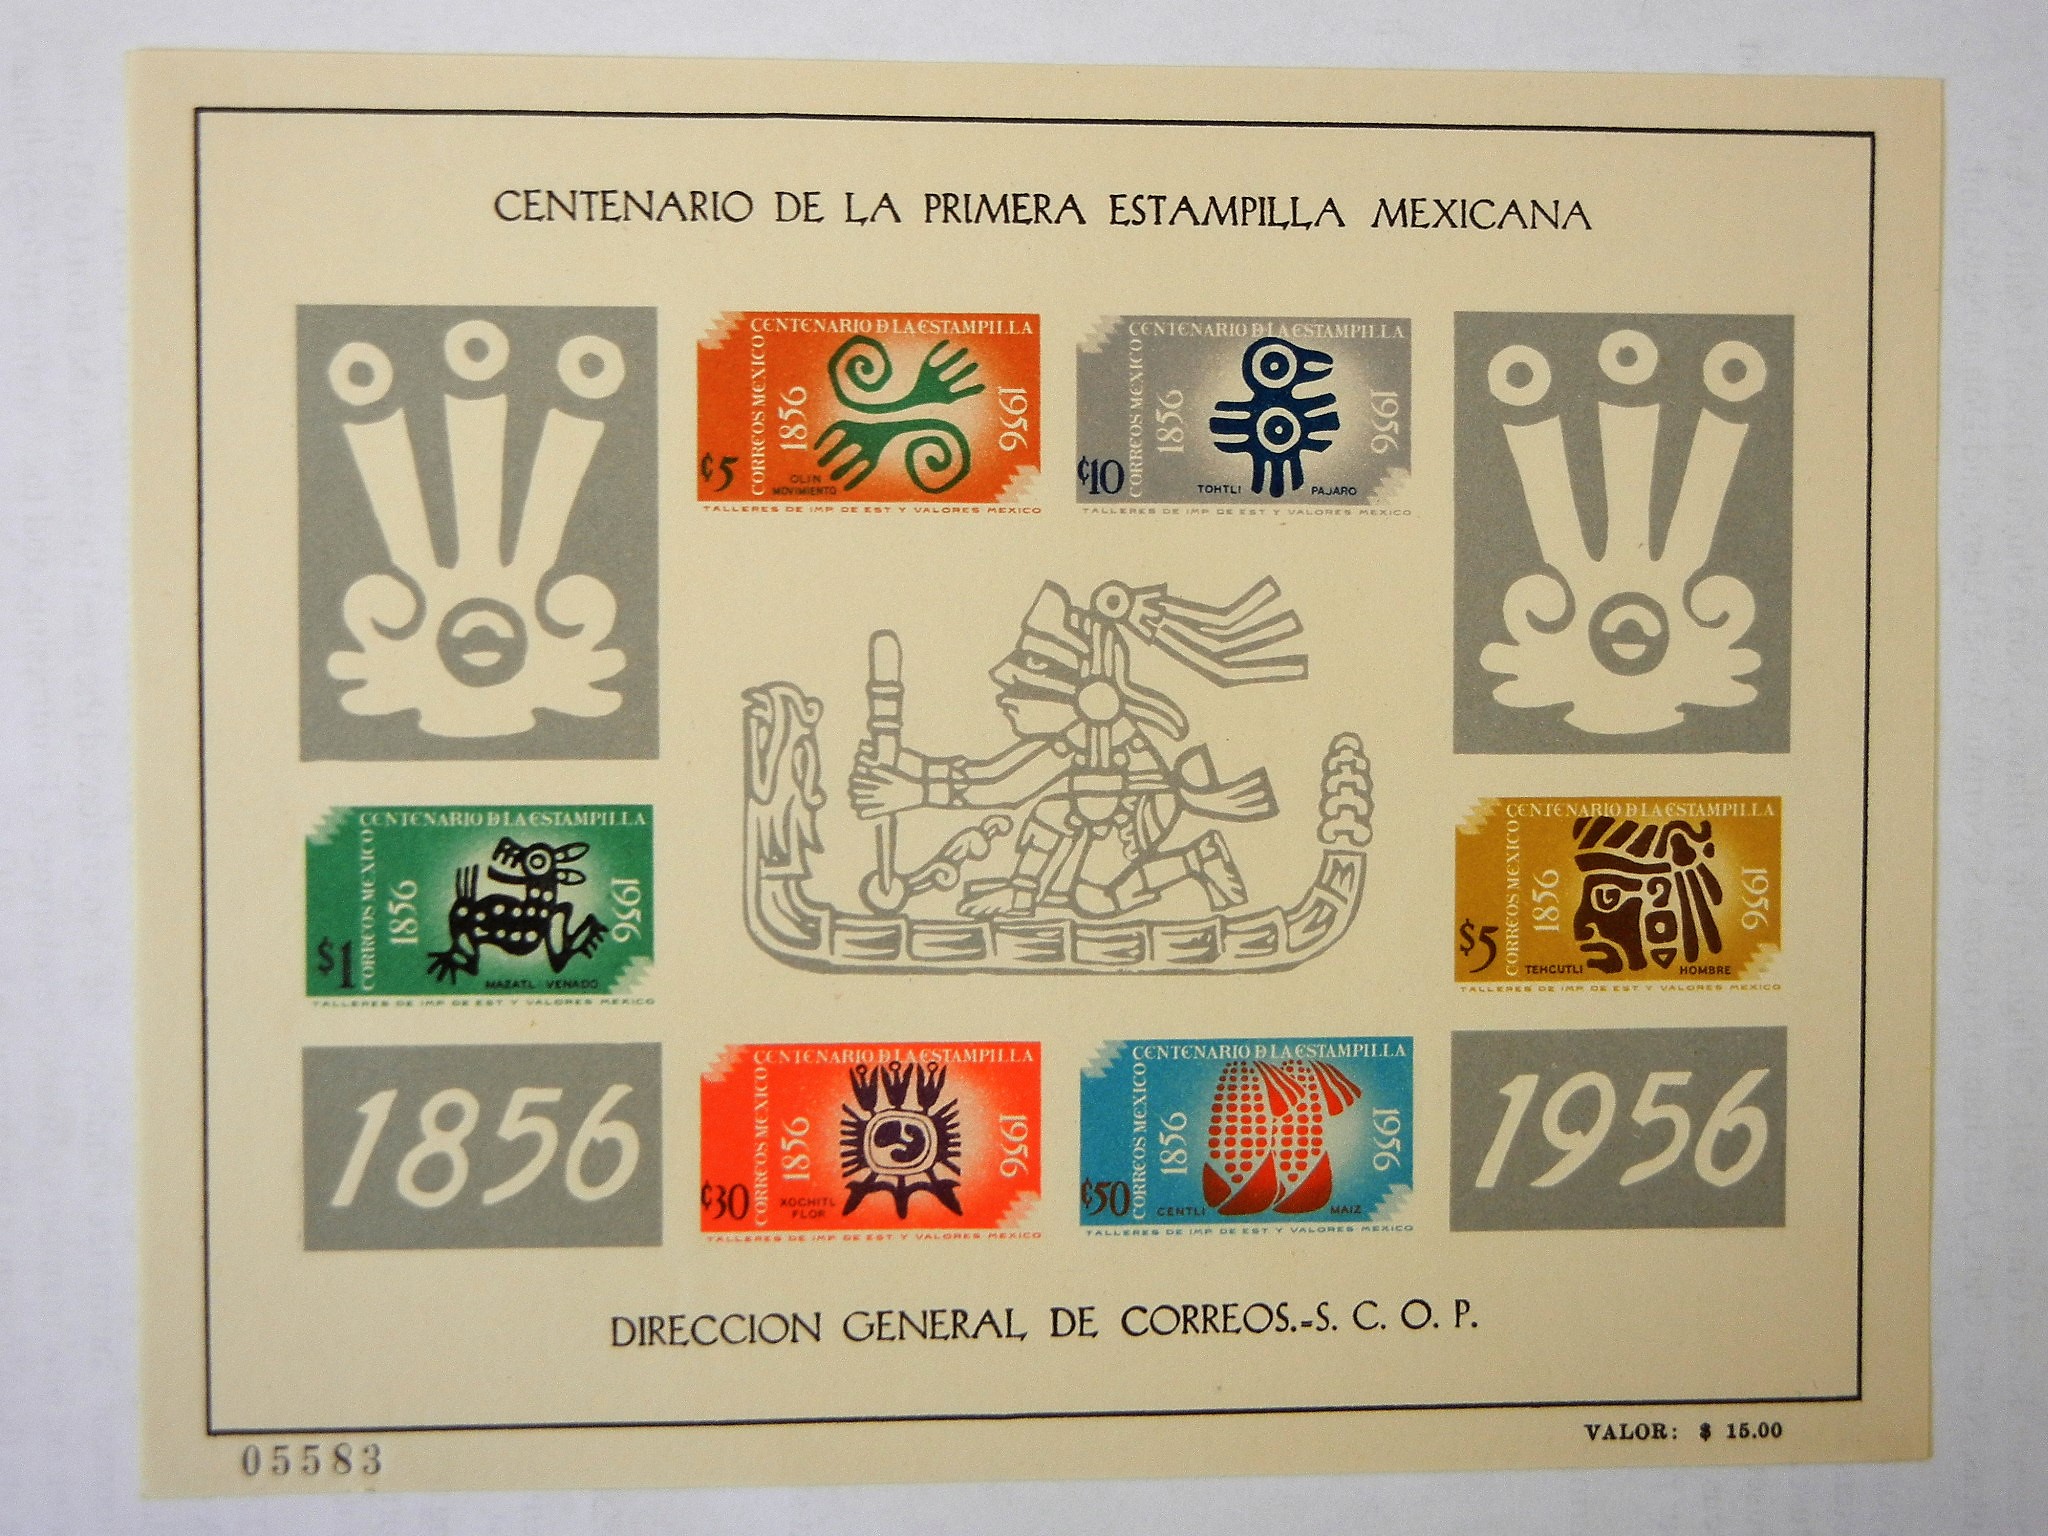 CENTENARIO DE LA PRIMERA ESTAMPILLA MEXICANA
CENTENARIO D LA ESTAMPILLA
CORREOS MEXICO
1856
1956
¢5
OLIN
MOVIMIENTO
TALLERES DE IMP. DE EST Y VALORES MEXICO
CENTENARIO D LA ESTAMPILLA
CORREOS MEXICO
1856
1956
¢10
TOHTLI PAJARO
TALLERES DE IMP. DE EST Y VALORES MEXICO
CENTENARIO D LA ESTAMPILLA
CORREOS MEXICO
1856
1956
$1
MAZATL VENADO
TALLERES DE IMP. DE EST Y VALORES MEXICO
CENTENARIO D LA ESTAMPILLA
CORREOS MEXICO
1856
1956
$5
TEHCUTLI HOMBRE
TALLERES DE IMP. DE EST Y VALORES MEXICO
1856
CENTENARIO D LA ESTAMPILLA
CORREOS MEXICO
1856
1956
¢30
XOCHITL
FLOR
TALLERES DE IMP. DE EST Y VALORES MEXICO
CENTENARIO D LA ESTAMPILLA
CORREOS MEXICO
1856
1956
¢50
CENTLI MAIZ
TALLERES DE IMP. DE EST Y VALORES MEXICO
1956
DIRECCION GENERAL DE CORREOS.=S. C. O. P.
VALOR: $ 15.00
05583